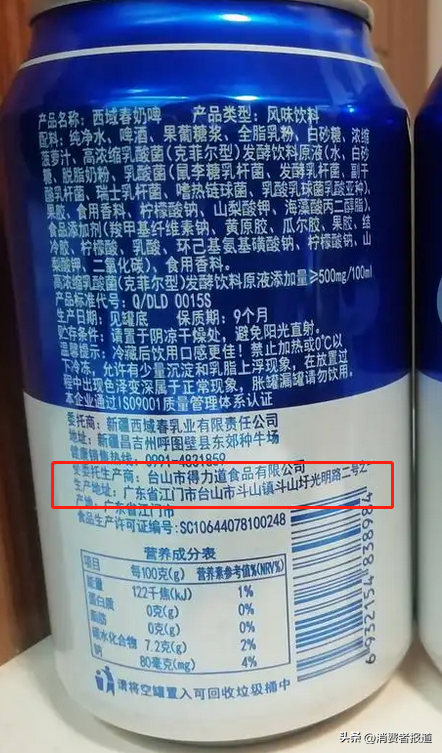 产品名称：西域春奶啤 产品类型：风味饮料
配料：纯净水、啤酒、果葡糖浆、全脂乳粉、白砂糖、浓缩
菠萝汁、高浓缩乳酸菌(克菲尔型)发酵饮料原液(水、白砂
糖、脱脂奶粉、乳酸菌(鼠李糖乳杆菌、发酵乳杆菌、副干
酪乳杆菌、瑞士乳杆菌、嗜热链球菌、乳酸乳球菌乳酸亚种)、
果胶、食用香料、柠檬酸钠、山梨酸钾、海藻酸丙二醇脂)、
食品添加剂(羧甲基纤维素钠、黄原胶、瓜尔胶、果胶、结
冷胶、柠檬酸、乳酸、环己基氨基磺酸钠、柠檬酸钠、山
梨酸钾、二氧化碳)、食用香料。
高浓缩乳酸菌(克菲尔型)发酵饮料原液添加量≥500mg/100ml
产品标准代号：Q/DLD 0015S
生产日期：见罐底 保质期：9个月
贮存条件：请置于阴凉干燥处，避免阳光直射。
温馨提示：冷藏后饮用口感更佳！禁止加热或0℃以
下冷冻，允许有少量沉淀和乳脂上浮现象，在放置过
程中出现色泽变深属于正常现象，胀罐漏罐请勿饮用。
本企业通过ISO9001质量管理体系认证
委托商：新疆西域春乳业有限责任公司
地址：新疆昌吉州呼图壁县东郊种牛场
健康销售热线：0991-4831859
受委托生产商：台山市得力道食品有限公司
生产地址：广东省江门市台山市斗山镇斗山圩光明路二号之
产地：广东省江门市
食品生产许可证编号：SC10644078100248
营养成分表
项目 每100克(g) 营养素参考值%(NRV%)
能量 122千焦(kJ) 1%
蛋白质 0克(g) 0%
脂肪 0克(g) 0%
碳水化合物 7.2克(g) 2%
钠 80毫克(mg) 4%
请将空罐置入可回收垃圾桶中
6 932154 838984
头条 @消费者报道